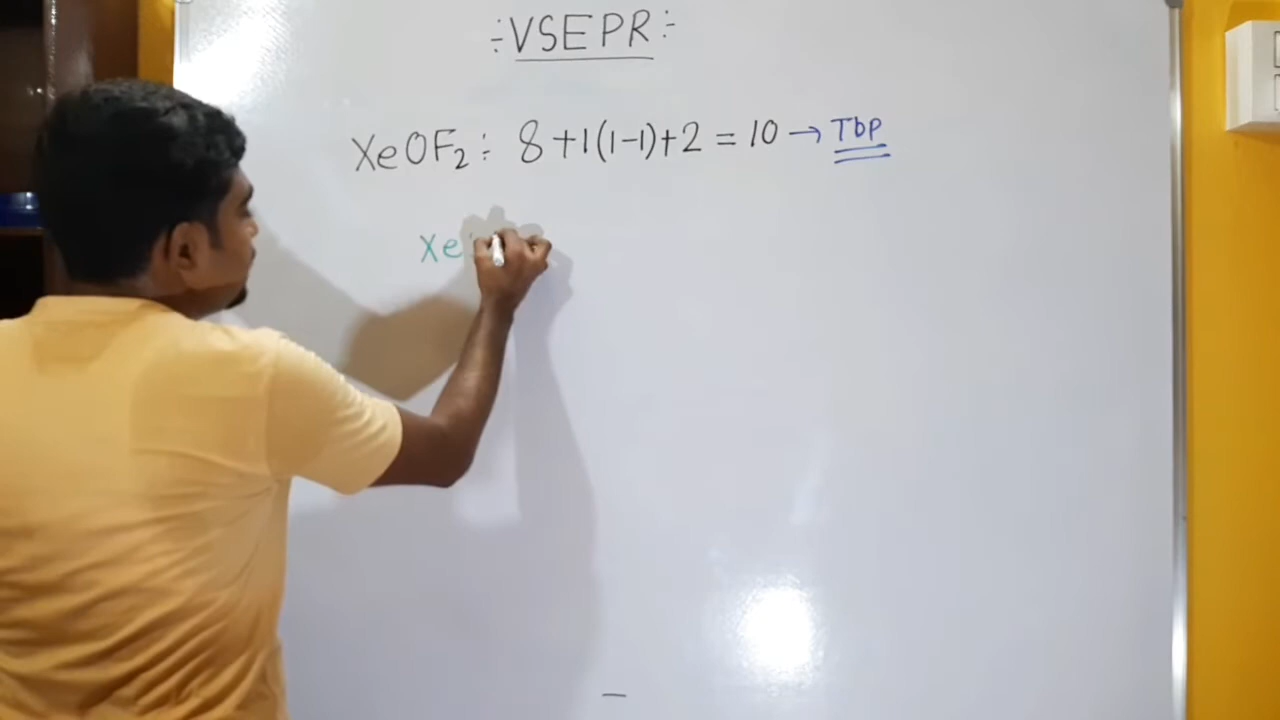 ÷VSEPR÷
XeOF₂÷ 8+1(1-1)+2 = 10 → Tbp
Xe